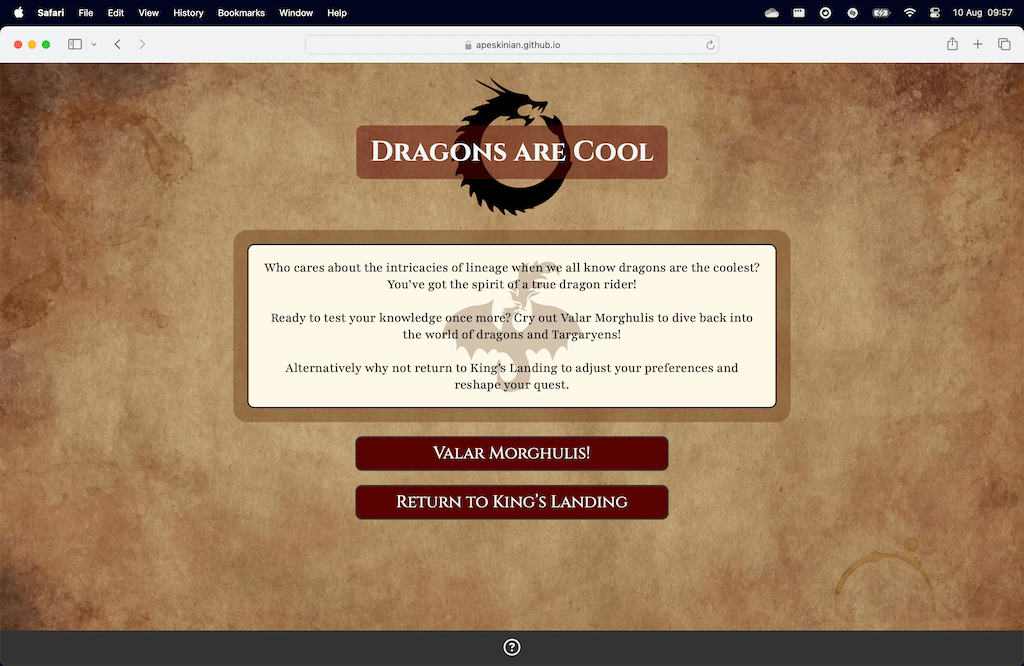 Safari File Edit View History Bookmarks Window Help 10 Aug 09:57
apeskinian.github.io
Dragons are Cool
Who cares about the intricacies of lineage when we all know dragons are the coolest?
You've got the spirit of a true dragon rider!
Ready to test your knowledge once more? Cry out Valar Morghulis to dive back into
the world of dragons and Targaryens!
Alternatively why not return to King's Landing to adjust your preferences and
reshape your quest.
Valar Morghulis!
Return to King's Landing
?